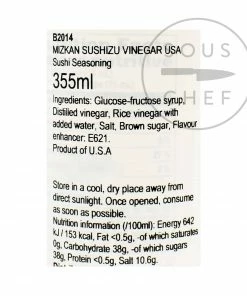 SOUS
CHEF
B2014
MIZKAN SUSHIZU VINEGAR USA
Sushi Seasoning
355ml
Ingredients: Glucose-fructose syrup,
Distilled vinegar, Rice vinegar with
added water, Salt, Brown sugar, Flavour
enhancer: E621.
Product of U.S.A
Store in a cool, dry place away from
direct sunlight. Once opened, consume
as soon as possible.
Nutrition information (/100ml): Energy 642
kJ / 153 kcal, Fat <0.5g, -of which saturates
0g, Carbohydrate 38g, -of which sugars
38g, Protein <0.5g, Salt 10.6g.